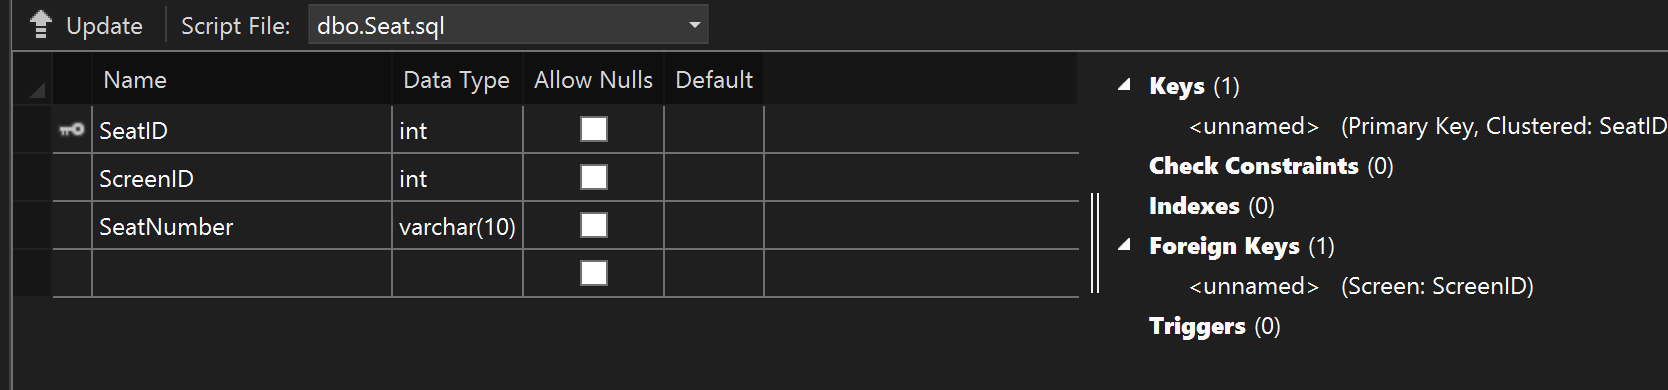 Update Script File: dbo.Seat.sql
Name Data Type Allow Nulls Default
SeatID int
ScreenID int
SeatNumber varchar(10)
Keys (1)
<unnamed> (Primary Key, Clustered: SeatID
Check Constraints (0)
Indexes (0)
Foreign Keys (1)
<unnamed> (Screen: ScreenID)
Triggers (0)